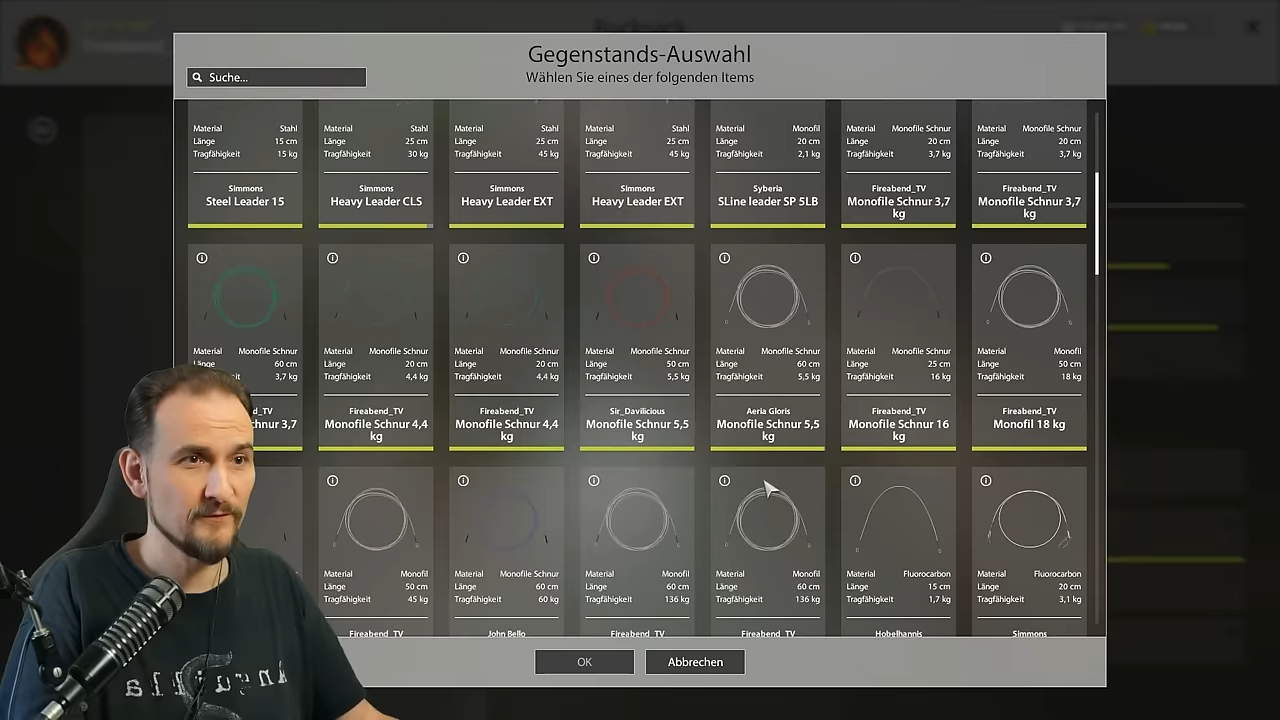 Gegenstands-Auswahl
Suche...
Wählen Sie eines der folgenden Items
Material Stahl
Länge 15 cm
Tragfähigkeit 15 kg
Simmons
Steel Leader 15
Material Stahl
Länge 25 cm
Tragfähigkeit 30 kg
Simmons
Heavy Leader CLS
Material Stahl
Länge 25 cm
Tragfähigkeit 45 kg
Simmons
Heavy Leader EXT
Material Stahl
Länge 25 cm
Tragfähigkeit 45 kg
Simmons
Heavy Leader EXT
Material Monofil
Länge 20 cm
Tragfähigkeit 2,1 kg
Syberia
SLine leader SP 5LB
Material Monofile Schnur
Länge 20 cm
Tragfähigkeit 3,7 kg
Fireabend_TV
Monofile Schnur 3,7
kg
Material Monofile Schnur
Länge 20 cm
Tragfähigkeit 3,7 kg
Fireabend_TV
Monofile Schnur 3,7
kg
Material Monofile Schnur
Länge 60 cm
3,7 kg
d_TV
chnur 3,7
Material Monofile Schnur
Länge 20 cm
Tragfähigkeit 4,4 kg
Fireabend_TV
Monofile Schnur 4,4
kg
Material Monofile Schnur
Länge 20 cm
Tragfähigkeit 4,4 kg
Fireabend_TV
Monofile Schnur 4,4
kg
Material Monofile Schnur
Länge 50 cm
Tragfähigkeit 5,5 kg
Sir_Davilicious
Monofile Schnur 5,5
kg
Material Monofile Schnur
Länge 60 cm
Tragfähigkeit 5,5 kg
Aeria Gloris
Monofile Schnur 5,5
kg
Material Monofile Schnur
Länge 25 cm
Tragfähigkeit 16 kg
Fireabend_TV
Monofile Schnur 16
kg
Material Monofil
Länge 50 cm
Tragfähigkeit 18 kg
Fireabend_TV
Monofil 18 kg
Material Monofil
Länge 50 cm
Tragfähigkeit 45 kg
Fireabend_TV
Material Monofile Schnur
Länge 60 cm
Tragfähigkeit 60 kg
John Bello
Material Monofil
Länge 60 cm
Tragfähigkeit 136 kg
Fireabend_TV
Material Monofil
Länge 60 cm
Tragfähigkeit 136 kg
Fireabend_TV
Material Fluorocarbon
Länge 15 cm
Tragfähigkeit 1,7 kg
Hobelhannis
Material Fluorocarbon
Länge 20 cm
Tragfähigkeit 3,1 kg
Simmons
OK
Abbrechen